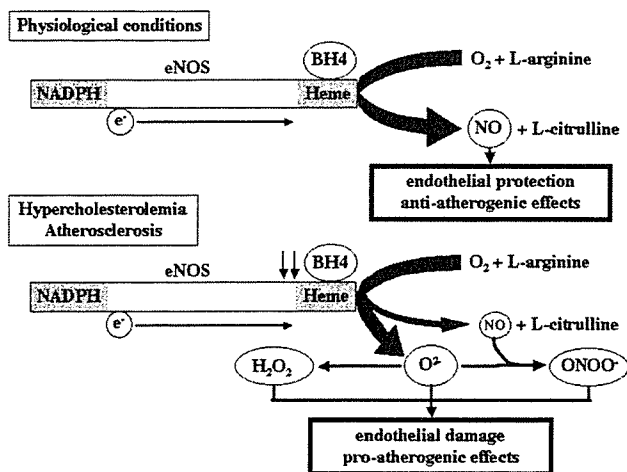 Physiological conditions
eNOS
BH4
NADPH
Heme
e-
O2 + L-arginine
NO + L-citrulline
endothelial protection
anti-atherogenic effects
Hypercholesterolemia
Atherosclerosis
eNOS
BH4
NADPH
Heme
e-
O2 + L-arginine
NO + L-citrulline
H2O2
O2-
ONOO-
endothelial damage
pro-atherogenic effects